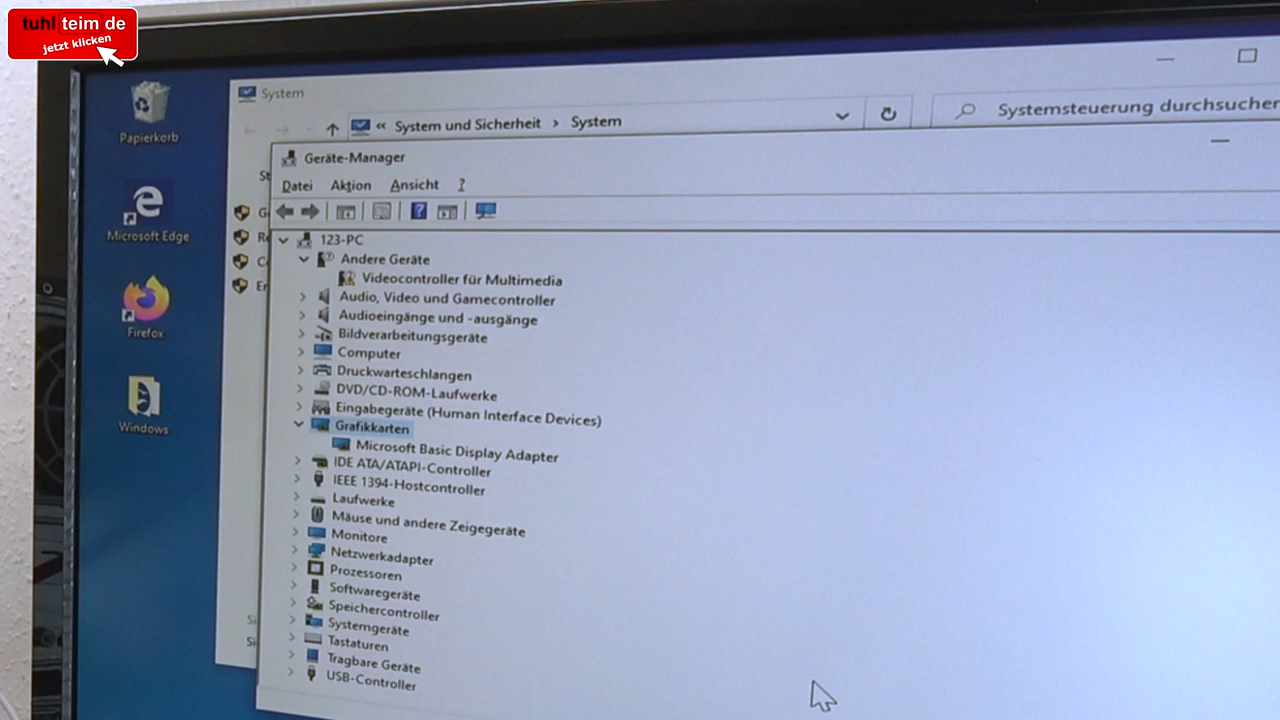 tuhl teim de
jetzt klicken
System
Papierkorb
Microsoft Edge
Firefox
Windows
« System und Sicherheit > System
Systemsteuerung durchsuchen
Geräte-Manager
Datei Aktion Ansicht ?
123-PC
Andere Geräte
Videocontroller für Multimedia
Audio, Video und Gamecontroller
Audioeingänge und -ausgänge
Bildverarbeitungsgeräte
Computer
Druckwarteschlangen
DVD/CD-ROM-Laufwerke
Eingabegeräte (Human Interface Devices)
Grafikkarten
Microsoft Basic Display Adapter
IDE ATA/ATAPI-Controller
IEEE 1394-Hostcontroller
Laufwerke
Mäuse und andere Zeigegeräte
Monitore
Netzwerkadapter
Prozessoren
Softwaregeräte
Speichercontroller
Systemgeräte
Tastaturen
Tragbare Geräte
USB-Controller